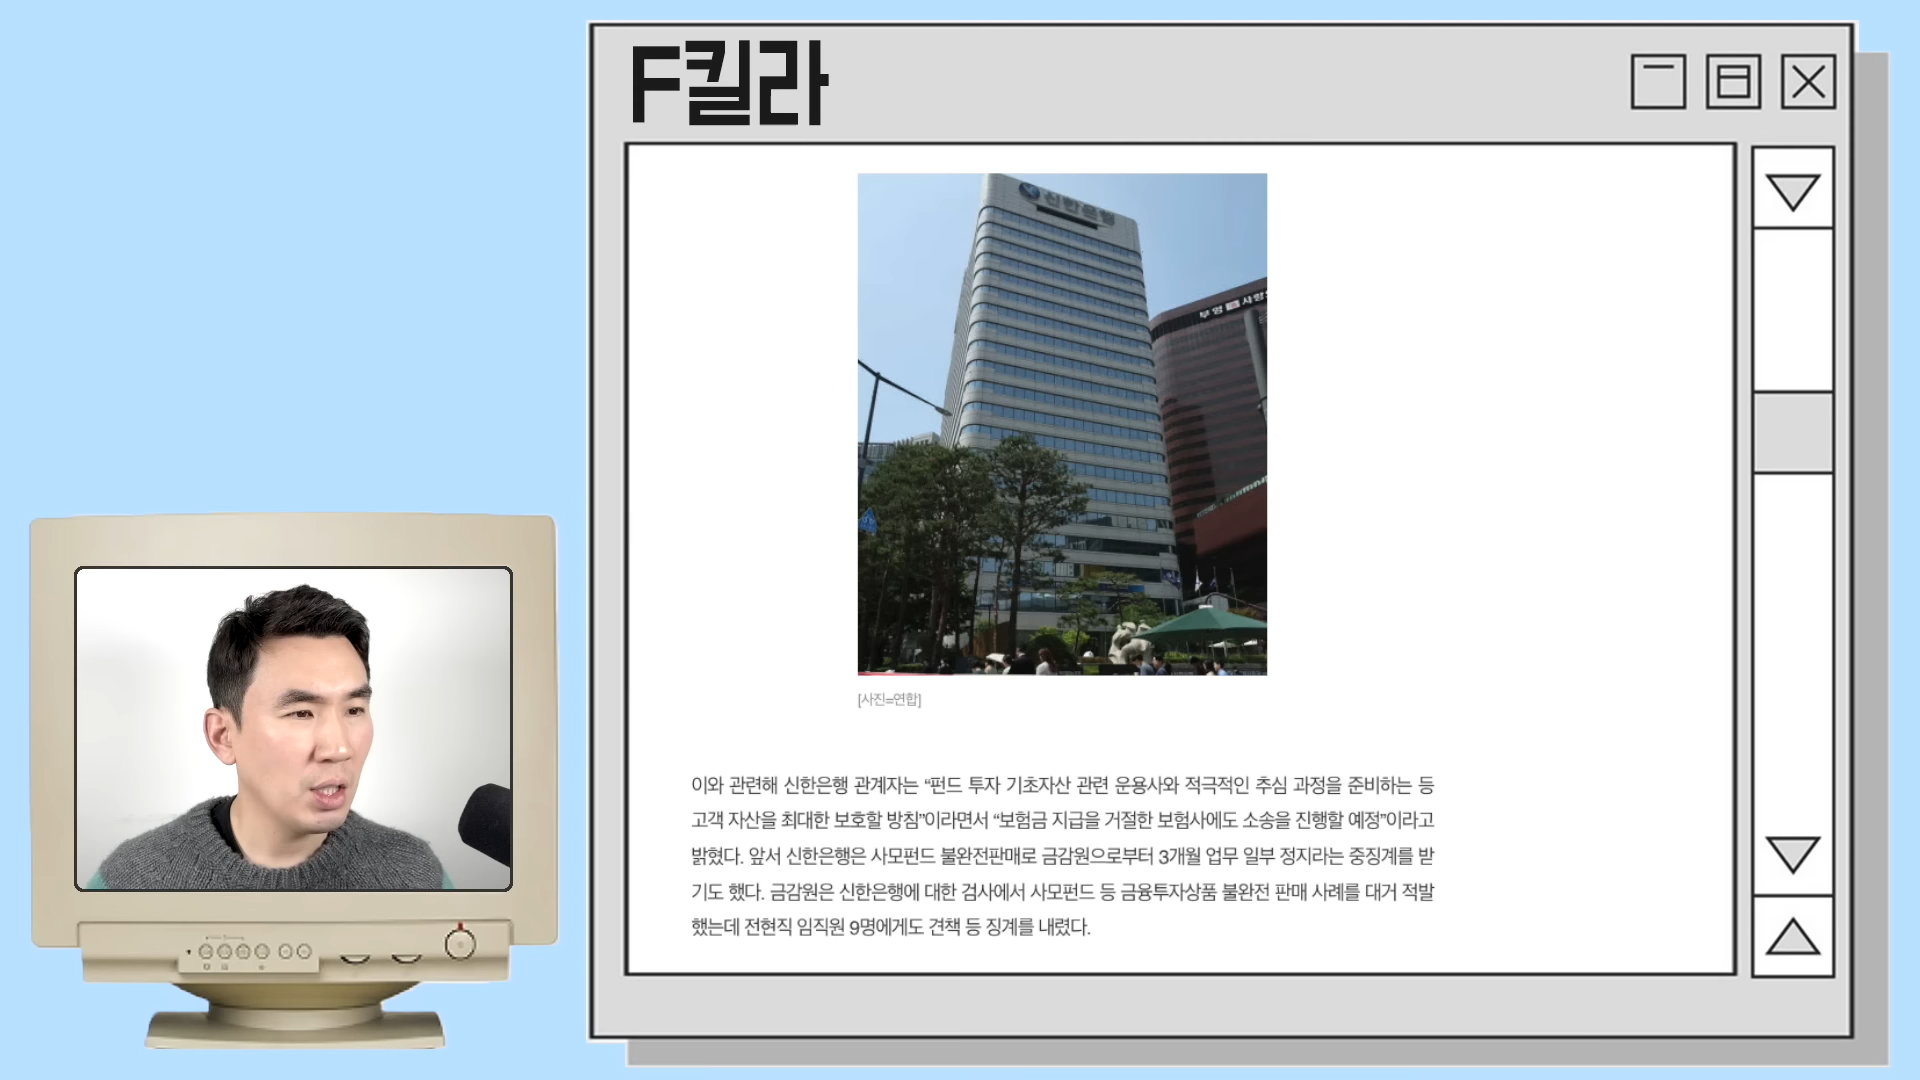 F킬라
신한은행
부영 사랑
[사진=연합]
이와 관련해 신한은행 관계자는 “펀드 투자 기초자산 관련 운용사와 적극적인 추심 과정을 준비하는 등
고객 자산을 최대한 보호할 방침”이라면서 “보험금 지급을 거절한 보험사에도 소송을 진행할 예정”이라고
밝혔다. 앞서 신한은행은 사모펀드 불완전판매로 금감원으로부터 3개월 업무 일부 정지라는 중징계를 받
기도 했다. 금감원은 신한은행에 대한 검사에서 사모펀드 등 금융투자상품 불완전 판매 사례를 대거 적발
했는데 전현직 임직원 9명에게도 견책 등 징계를 내렸다.